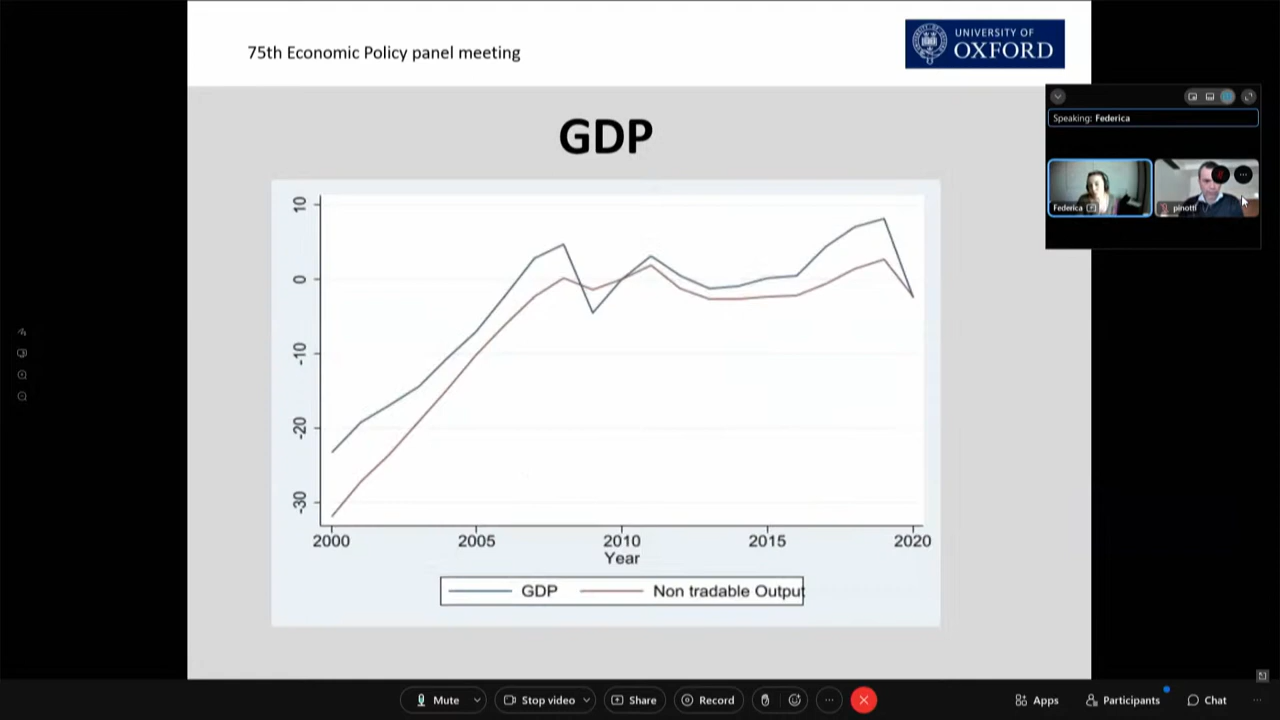 75th Economic Policy panel meeting
UNIVERSITY OF
OXFORD
Speaking: Federica
GDP
Federica
pinotti
10
0
-10
-20
-30
2000 2005 2010 2015 2020
Year
GDP Non tradable Output
Mute Stop video Share Record Apps Participants Chat